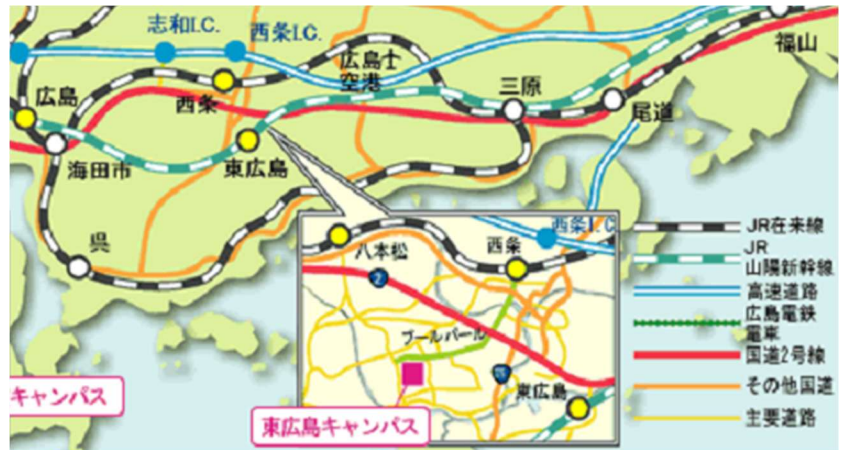 志和I.C.
西条I.C.
福山
広島
空港
三原
尾道
広島
西条
海田市
東広島
呉
西条I.C
八本松
西条
2
ブールバール
東広島
東広島キャンパス
キャンパス
JR在来線
JR
山陽新幹線
高速道路
広島電鉄
電車
国道2号線
その他国道
主要道路